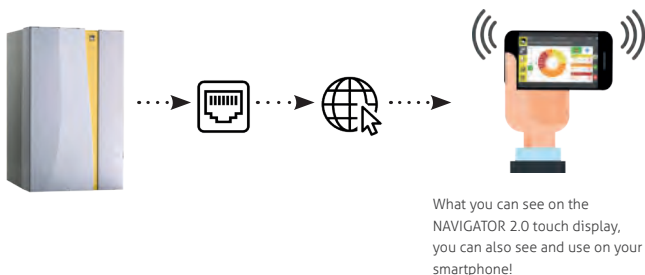 What you can see on the
NAVIGATOR 2.0 touch display,
you can also see and use on your
smartphone!